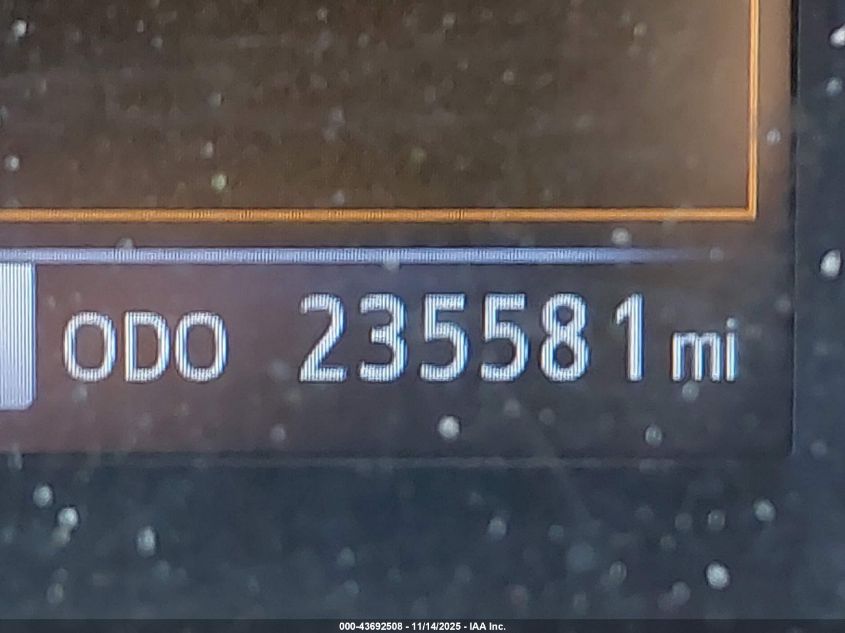 ODO 235581 mi
000-43692508 - 11/14/2025 - IAA Inc.